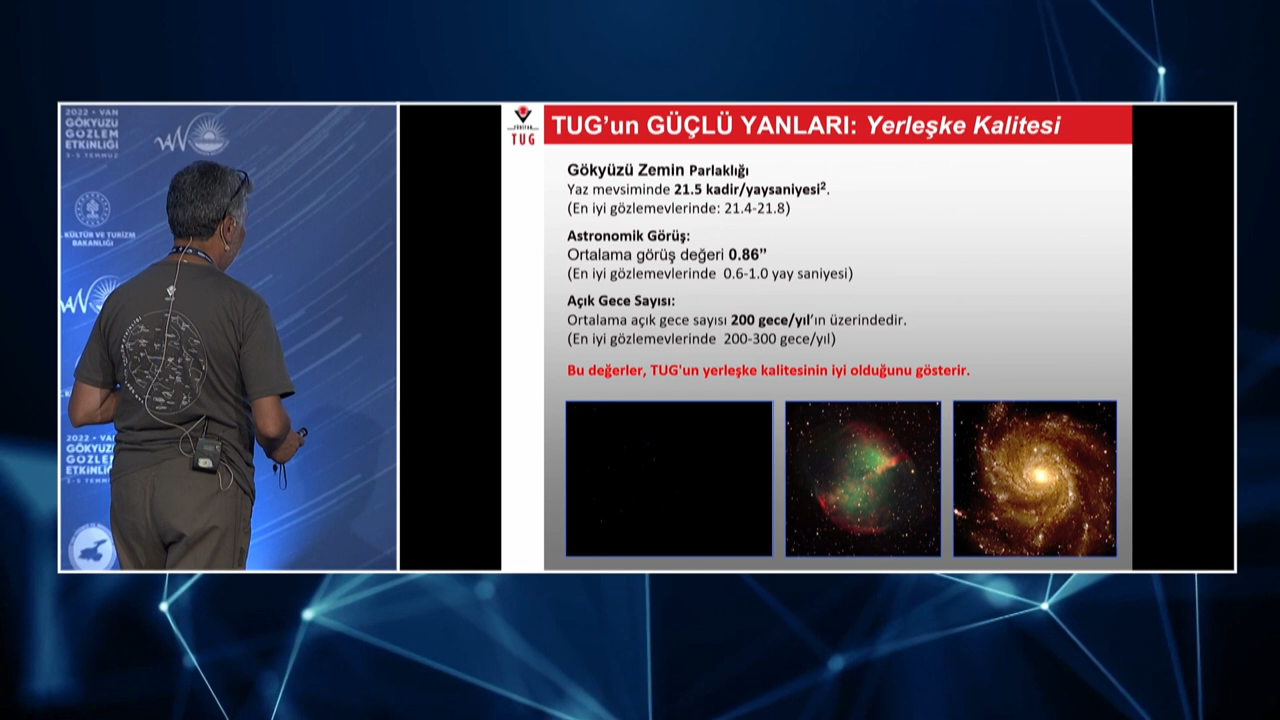 2022 • VAN
GÖKYÜZÜ
GÖZLEM
ETKİNLİĞİ
3-5 TEMMUZ
VAN
KÜLTÜR VE TURİZM
BAKANLIĞI
2022 • VAN
GÖKYÜZÜ
GÖZLEM
ETKİNLİĞİ
TUG
TUG'un GÜÇLÜ YANLARI: Yerleşke Kalitesi
Gökyüzü Zemin Parlaklığı
Yaz mevsiminde 21.5 kadir/yaysaniyesi².
(En iyi gözlemevlerinde: 21.4-21.8)
Astronomik Görüş:
Ortalama görüş değeri 0.86”
(En iyi gözlemevlerinde 0.6-1.0 yay saniyesi)
Açık Gece Sayısı:
Ortalama açık gece sayısı 200 gece/yıl'ın üzerindedir.
(En iyi gözlemevlerinde 200-300 gece/yıl)
Bu değerler, TUG'un yerleşke kalitesinin iyi olduğunu gösterir.